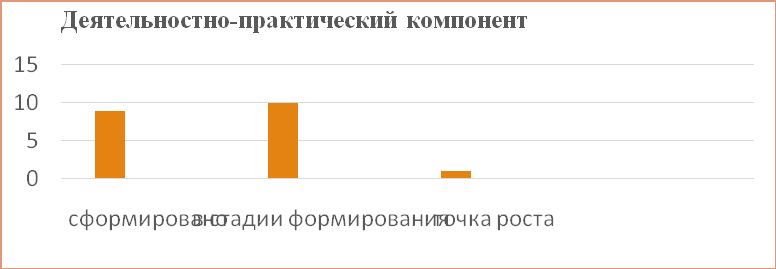 Деятельностно-практический компонент
15
10
5
0
сформировано в стадии формирования точка роста